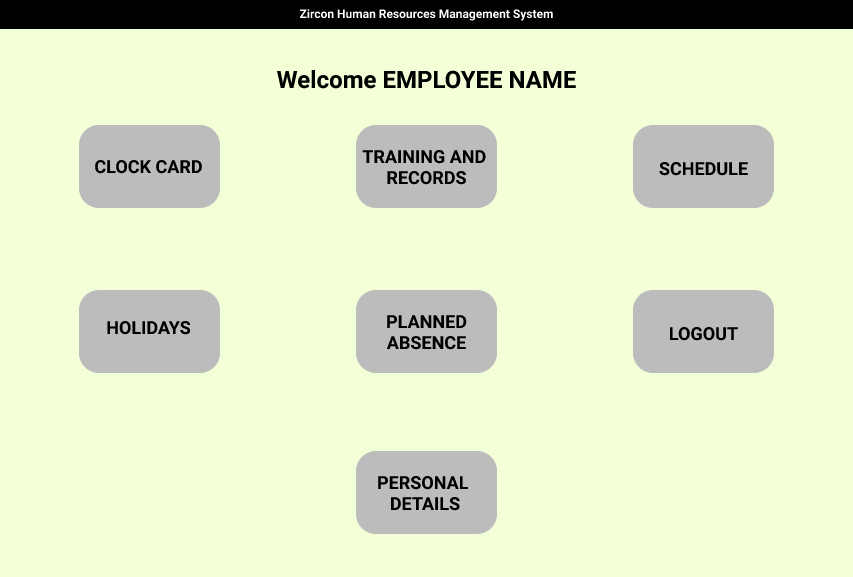 Zircon Human Resources Management System
Welcome EMPLOYEE NAME
CLOCK CARD
TRAINING AND
RECORDS
SCHEDULE
HOLIDAYS
PLANNED
ABSENCE
LOGOUT
PERSONAL
DETAILS